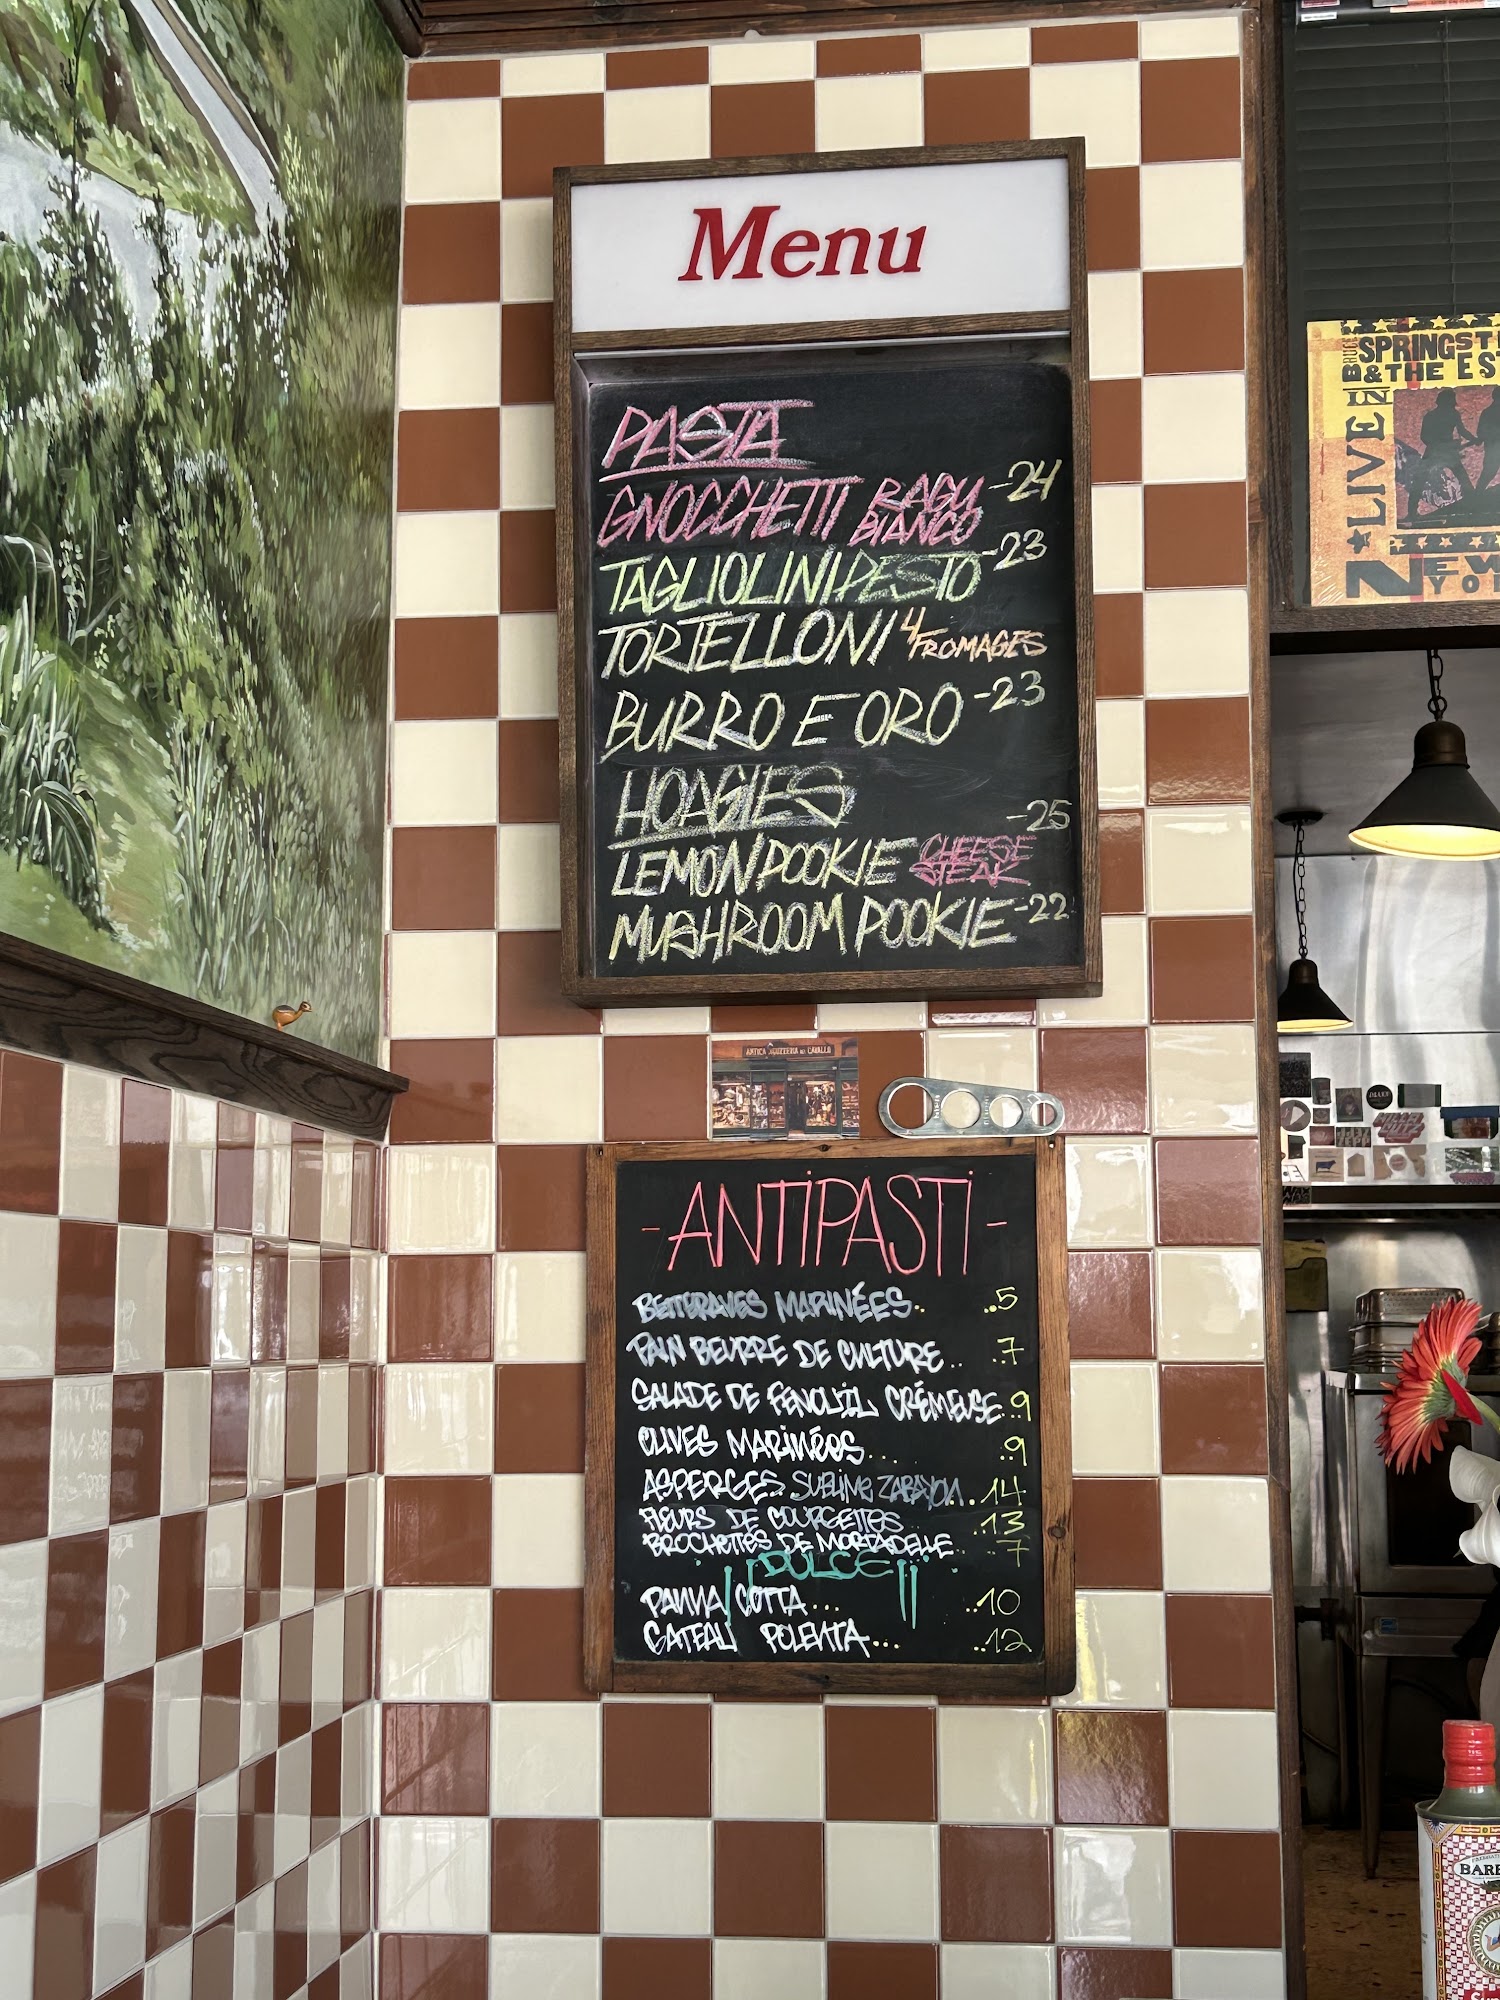 Menu
PASTA
GNOCCHETTI RAGU BIANCO -24
TAGLIOLINI PESTO -23
TORTELLONI 4 FROMAGES
BURRO E ORO -23
HOAGIES
LEMON POOKIE CHEESE STEAK -25
MUSHROOM POOKIE -22
-ANTIPASTI-
BETTERAVES MARINÉES.. ..5
PAIN BEURRE DE CULTURE.. ..7
SALADE DE FENOUIL CRÉMEUSE..9
OLIVES MARINÉES... .9
ASPERGES SUBLIME ZABAYON..14
FLEURS DE COURGETTES.. ..13
BROCHETTES DE MORTADELLE.. 7
DULCE
PANNA COTTA... ..10
GATEAU POLENTA... ..12
SPRINGST
& THE E S
LIVE IN
NEW
YO
BARB